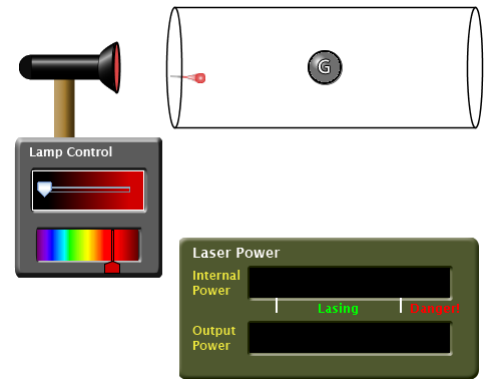 G
Lamp Control
Laser Power
Internal
Power
Lasing
Danger!
Output
Power